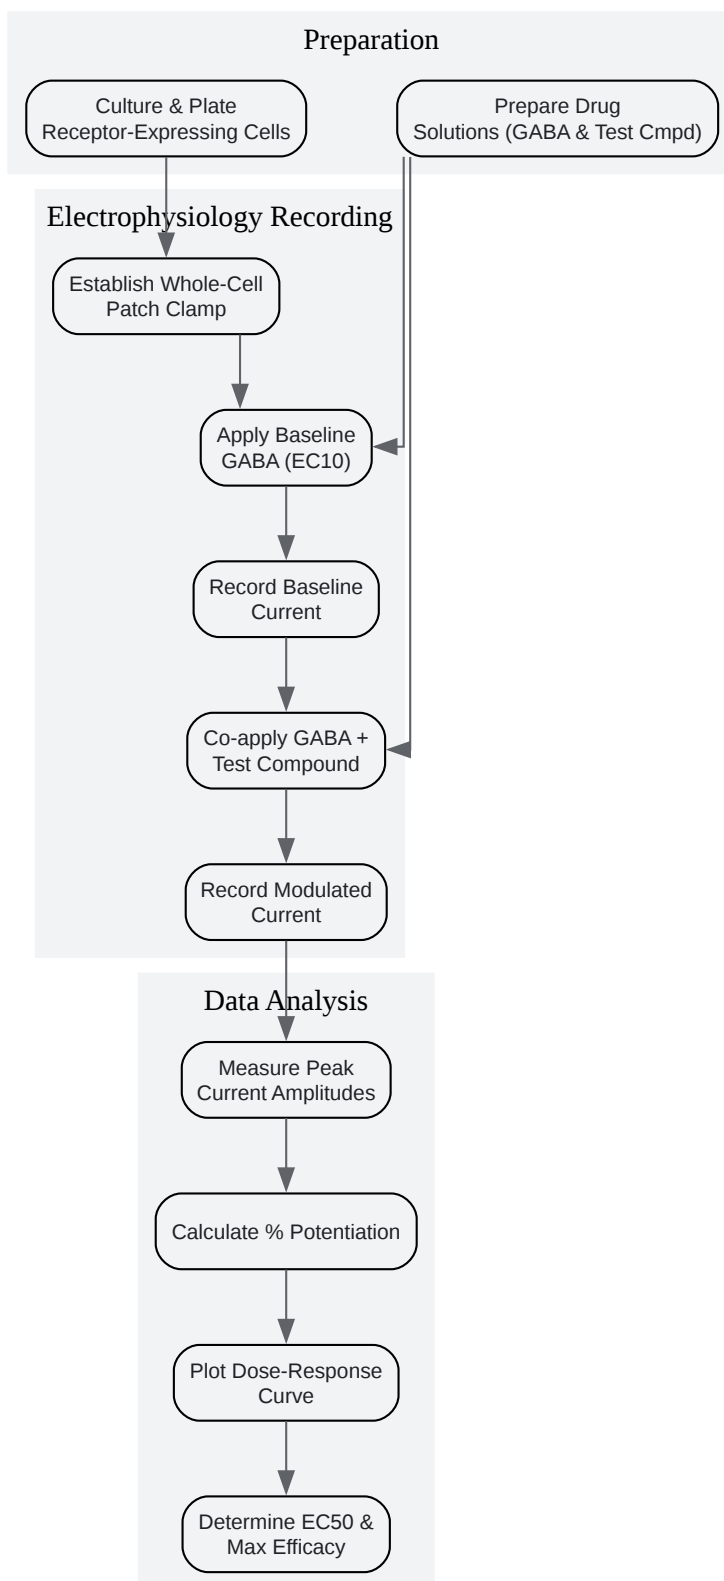 Preparation
Culture & Plate
Receptor-Expressing Cells
Prepare Drug
Solutions (GABA & Test Cmpd)
Electrophysiology Recording
Establish Whole-Cell
Patch Clamp
Apply Baseline
GABA (EC10)
Record Baseline
Current
Co-apply GABA +
Test Compound
Record Modulated
Current
Data Analysis
Measure Peak
Current Amplitudes
Calculate % Potentiation
Plot Dose-Response
Curve
Determine EC50 &
Max Efficacy